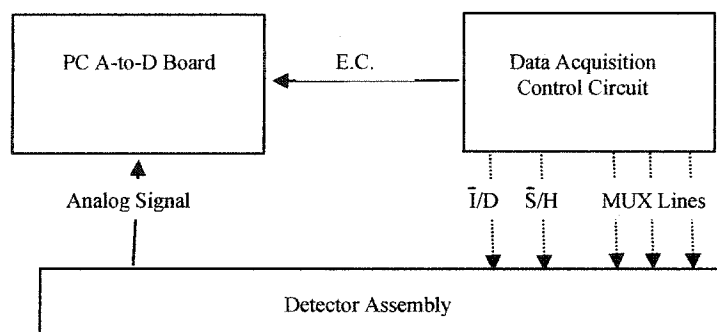 PC A-to-D Board
E.C.
Data Acquisition
Control Circuit
Analog Signal
Ī/D
S̄/H
MUX Lines
Detector Assembly